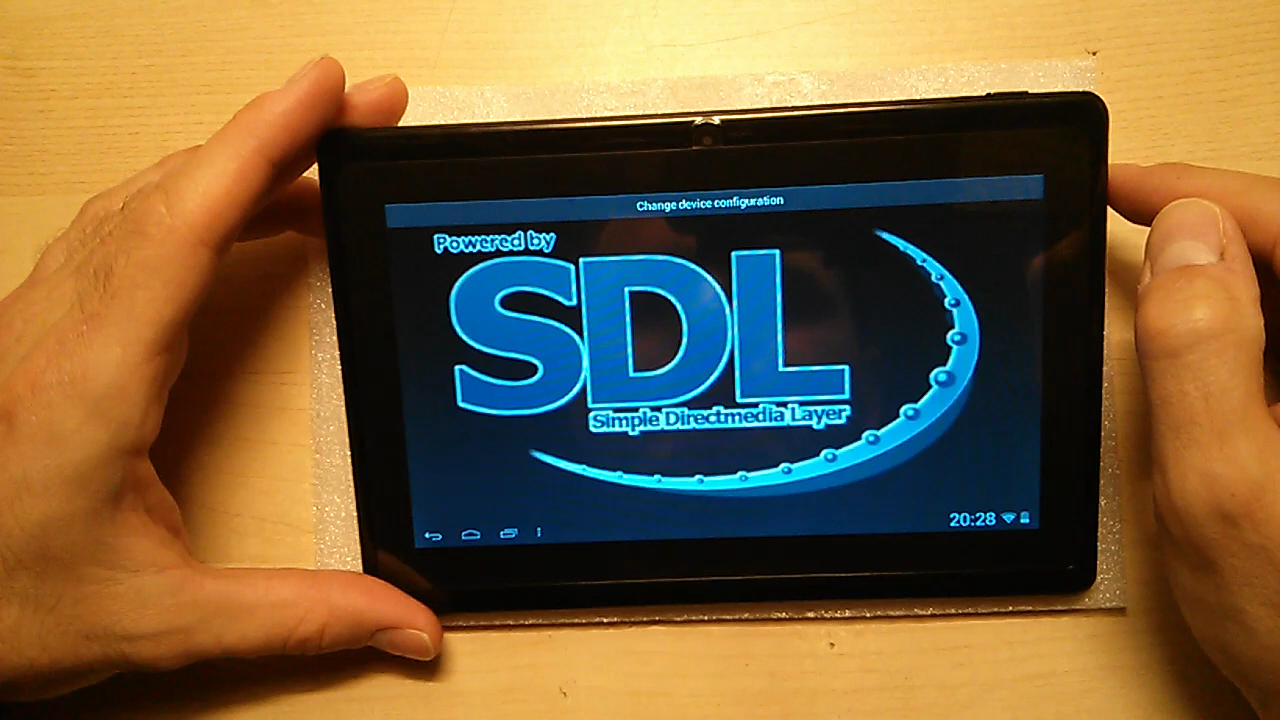 Change device configuration
Powered by
SDL
Simple Directmedia Layer
20:28